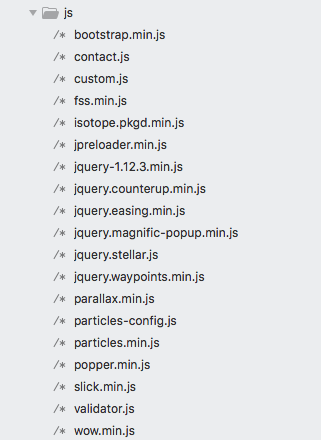 js
/* bootstrap.min.js
/* contact.js
/* custom.js
/* fss.min.js
/* isotope.pkgd.min.js
/* jpreloader.min.js
/* jquery-1.12.3.min.js
/* jquery.counterup.min.js
/* jquery.easing.min.js
/* jquery.magnific-popup.min.js
/* jquery.stellar.js
/* jquery.waypoints.min.js
/* parallax.min.js
/* particles-config.js
/* particles.min.js
/* popper.min.js
/* slick.min.js
/* validator.js
/* wow.min.js